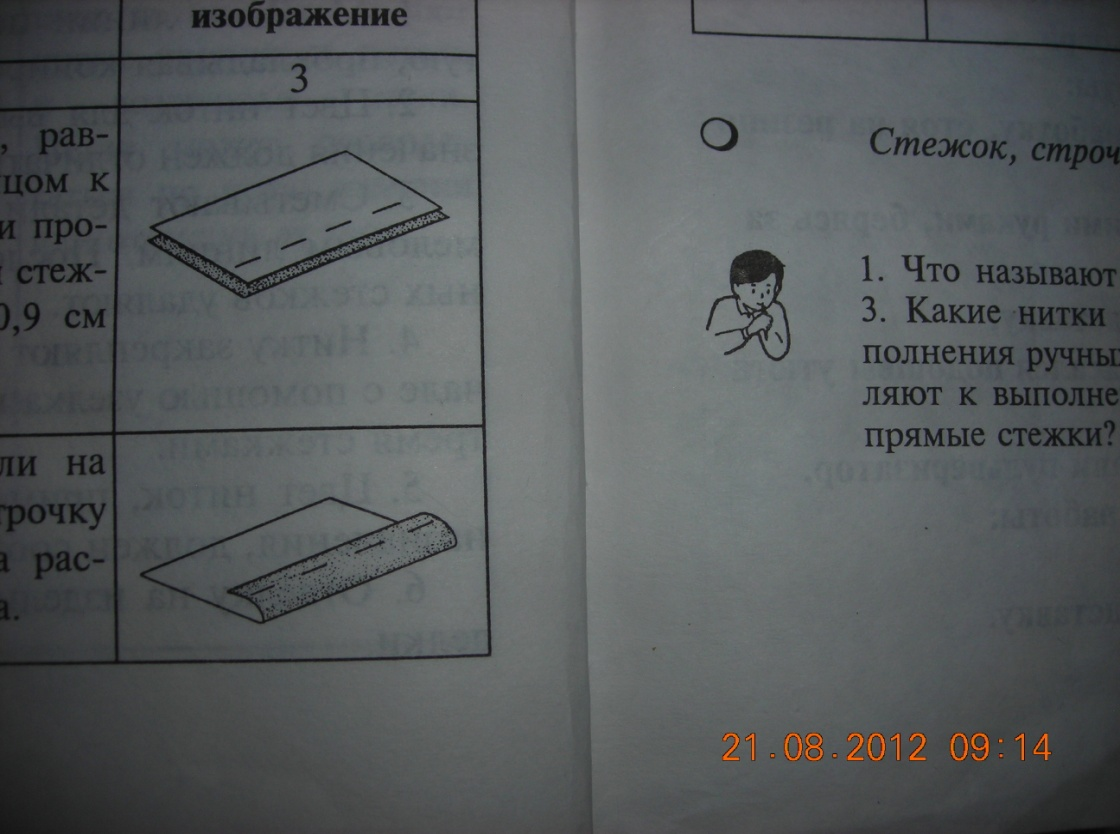 изображение
3
, рав-
цом к
и про-
стеж-
0,9 см
ли на
трочку
а рас-
а.
Стежок, строч
1. Что называют
3. Какие нитки
полнения ручны
ляют к выполне
прямые стежки?
21.08.2012 09:14